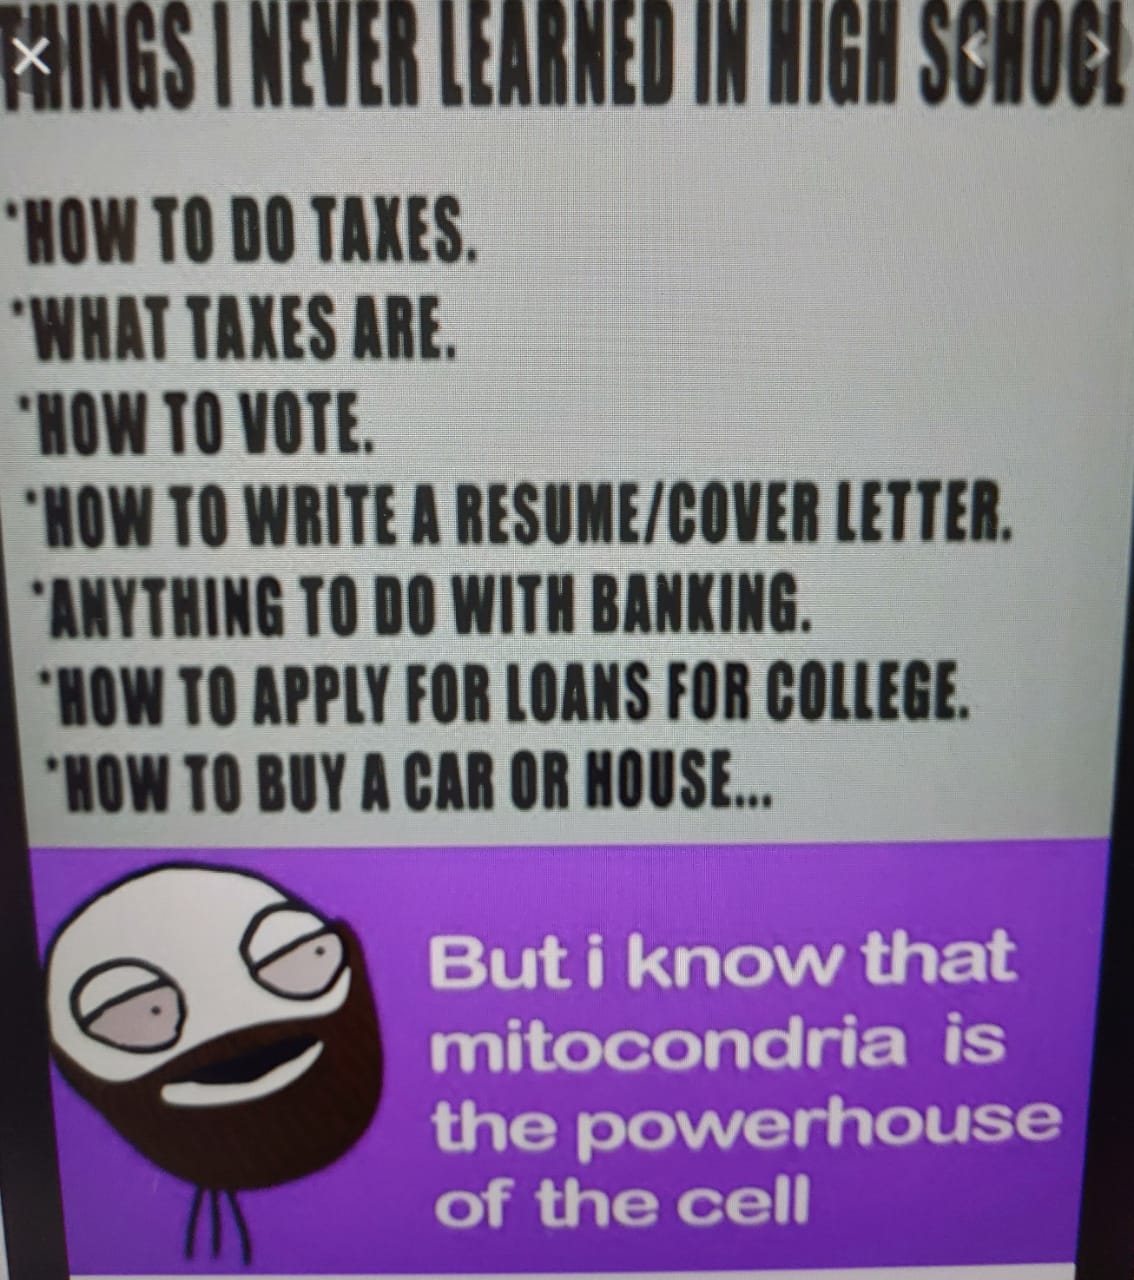 THINGS I NEVER LEARNED IN HIGH SCHOOL
*HOW TO DO TAXES.
*WHAT TAXES ARE.
*HOW TO VOTE.
*HOW TO WRITE A RESUME/COVER LETTER.
*ANYTHING TO DO WITH BANKING.
*HOW TO APPLY FOR LOANS FOR COLLEGE.
*HOW TO BUY A CAR OR HOUSE...
But i know that
mitocondria is
the powerhouse
of the cell